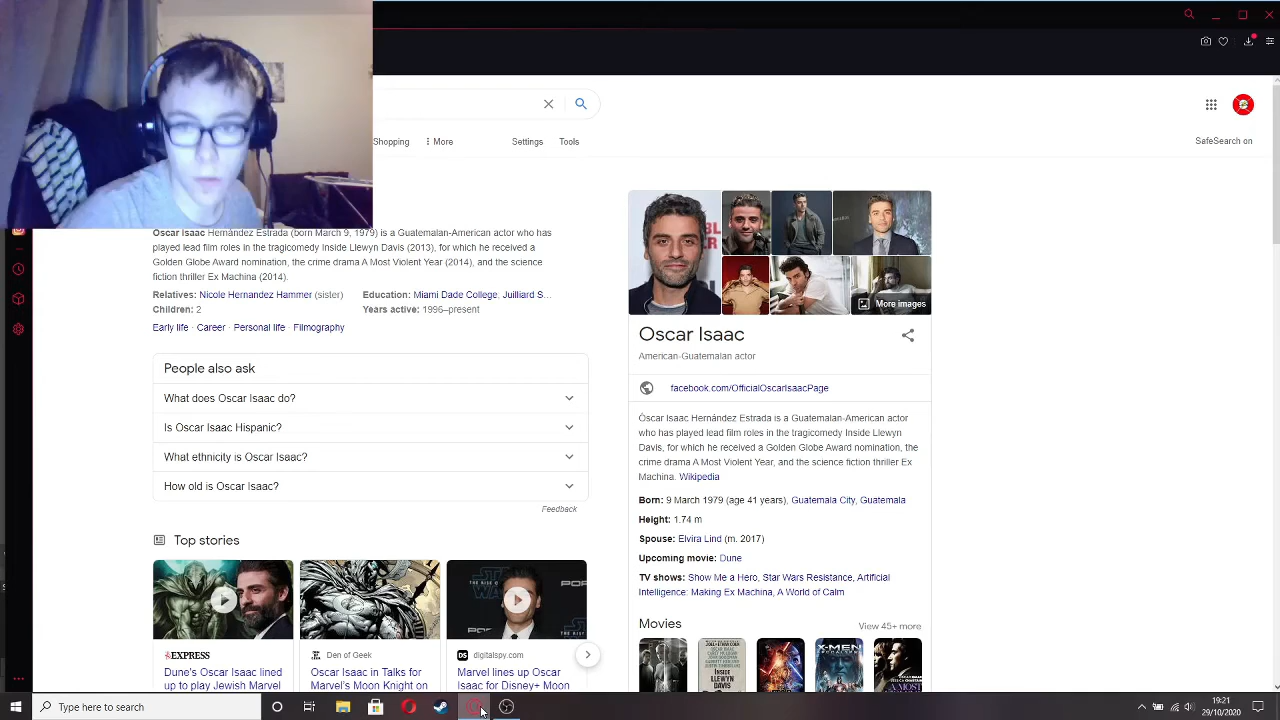 Shopping
More
Settings
Tools
SafeSearch on
Oscar Isaac Hernández Estrada (born March 9, 1979) is a Guatemalan-American actor who has
played lead film roles in the tragicomedy Inside Llewyn Davis (2013), for which he received a
Golden Globe Award nomination, the crime drama A Most Violent Year (2014), and the science
fiction thriller Ex Machina (2014).
Relatives: Nicole Hernandez Hammer (sister)
Education: Miami Dade College, Juilliard S...
Children: 2
Years active: 1996–present
Early life · Career · Personal life · Filmography
People also ask
What does Oscar Isaac do?
Is Oscar Isaac Hispanic?
What ethnicity is Oscar Isaac?
How old is Oscar Isaac?
Feedback
Top stories
EXPRESS
Dune's Oscar Isaac lined
up to play Jewish Marvel
Den of Geek
Oscar Isaac in Talks for
Marvel's Moon Knight on
DS digitalspy.com
Marvel lines up Oscar
Isaac for Disney+ Moon
More images
Oscar Isaac
American-Guatemalan actor
facebook.com/OfficialOscarIsaacPage
Óscar Isaac Hernández Estrada is a Guatemalan-American actor
who has played lead film roles in the tragicomedy Inside Llewyn
Davis, for which he received a Golden Globe Award nomination, the
crime drama A Most Violent Year, and the science fiction thriller Ex
Machina. Wikipedia
Born: 9 March 1979 (age 41 years), Guatemala City, Guatemala
Height: 1.74 m
Spouse: Elvira Lind (m. 2017)
Upcoming movie: Dune
TV shows: Show Me a Hero, Star Wars Resistance, Artificial
Intelligence: Making Ex Machina, A World of Calm
Movies
View 45+ more
INSIDE
LLEWYN
DAVIS
X-MEN
A MOST
Type here to search
19:21
29/10/2020